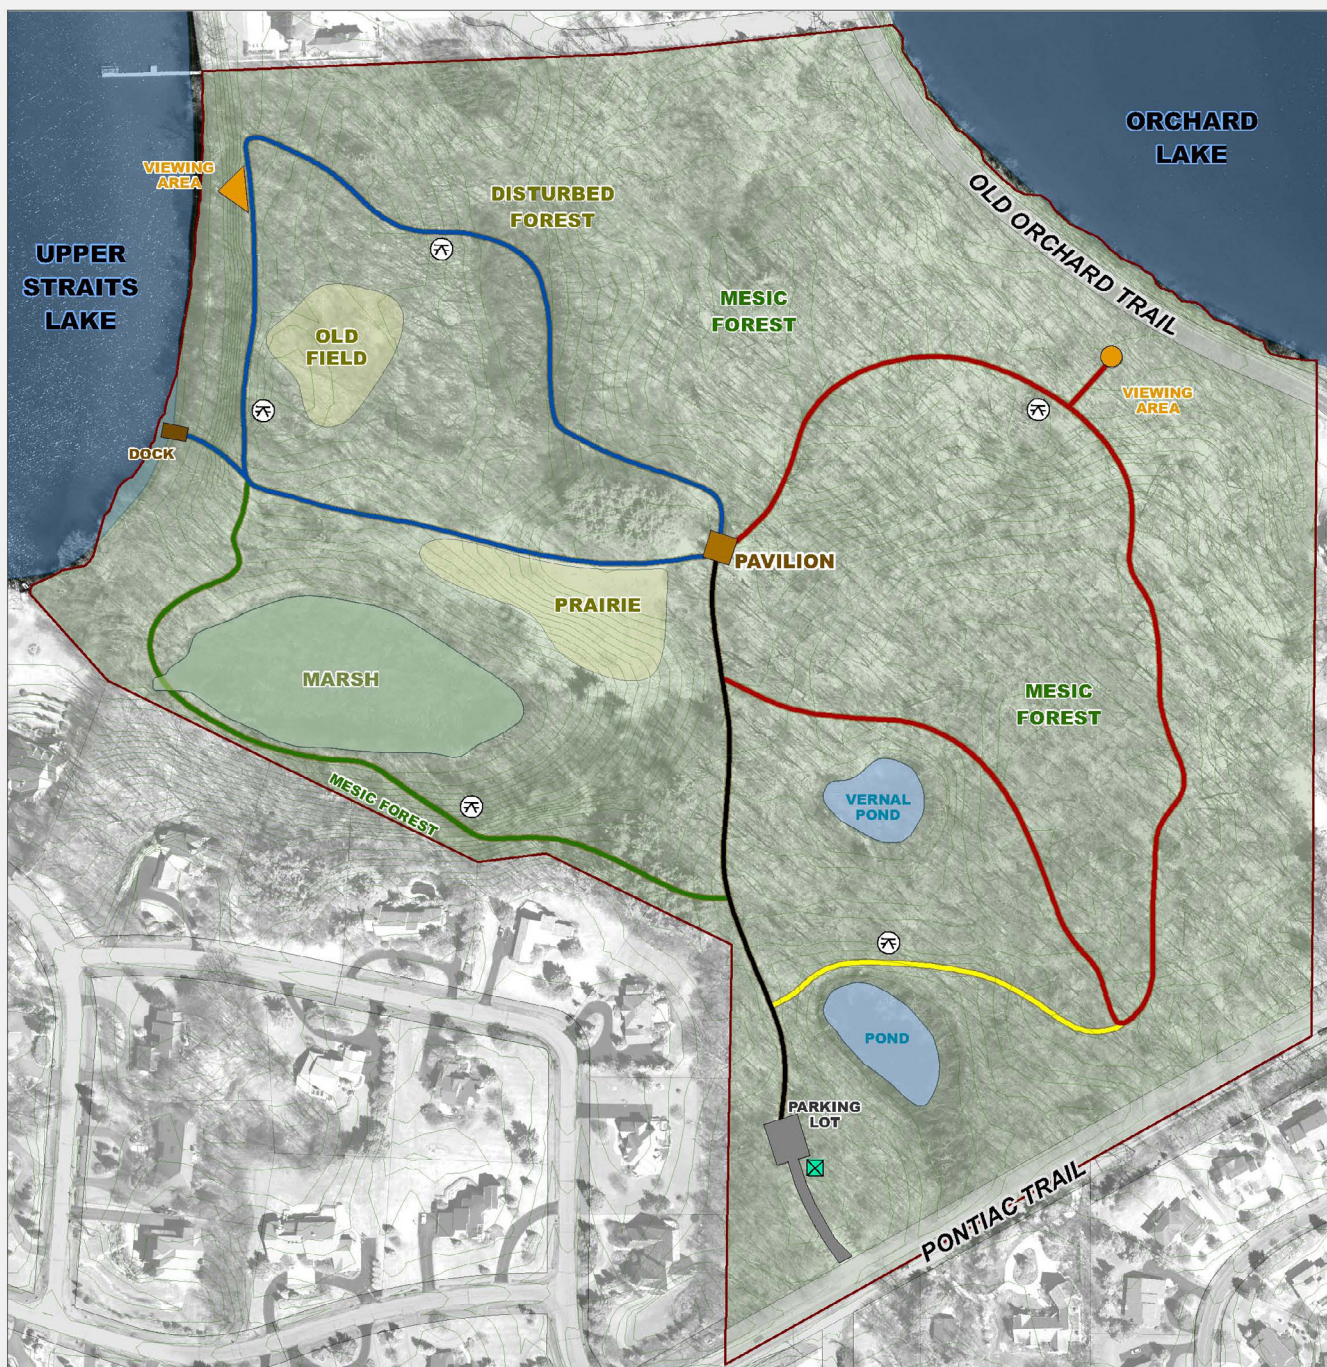 ORCHARD
LAKE
VIEWING
AREA
DISTURBED
FOREST
OLD ORCHARD TRAIL
UPPER
STRAITS
LAKE
MESIC
FOREST
OLD
FIELD
VIEWING
AREA
DOCK
PAVILION
PRAIRIE
MARSH
MESIC
FOREST
MESIC FOREST
VERNAL
POND
POND
PARKING
LOT
PONTIAC TRAIL